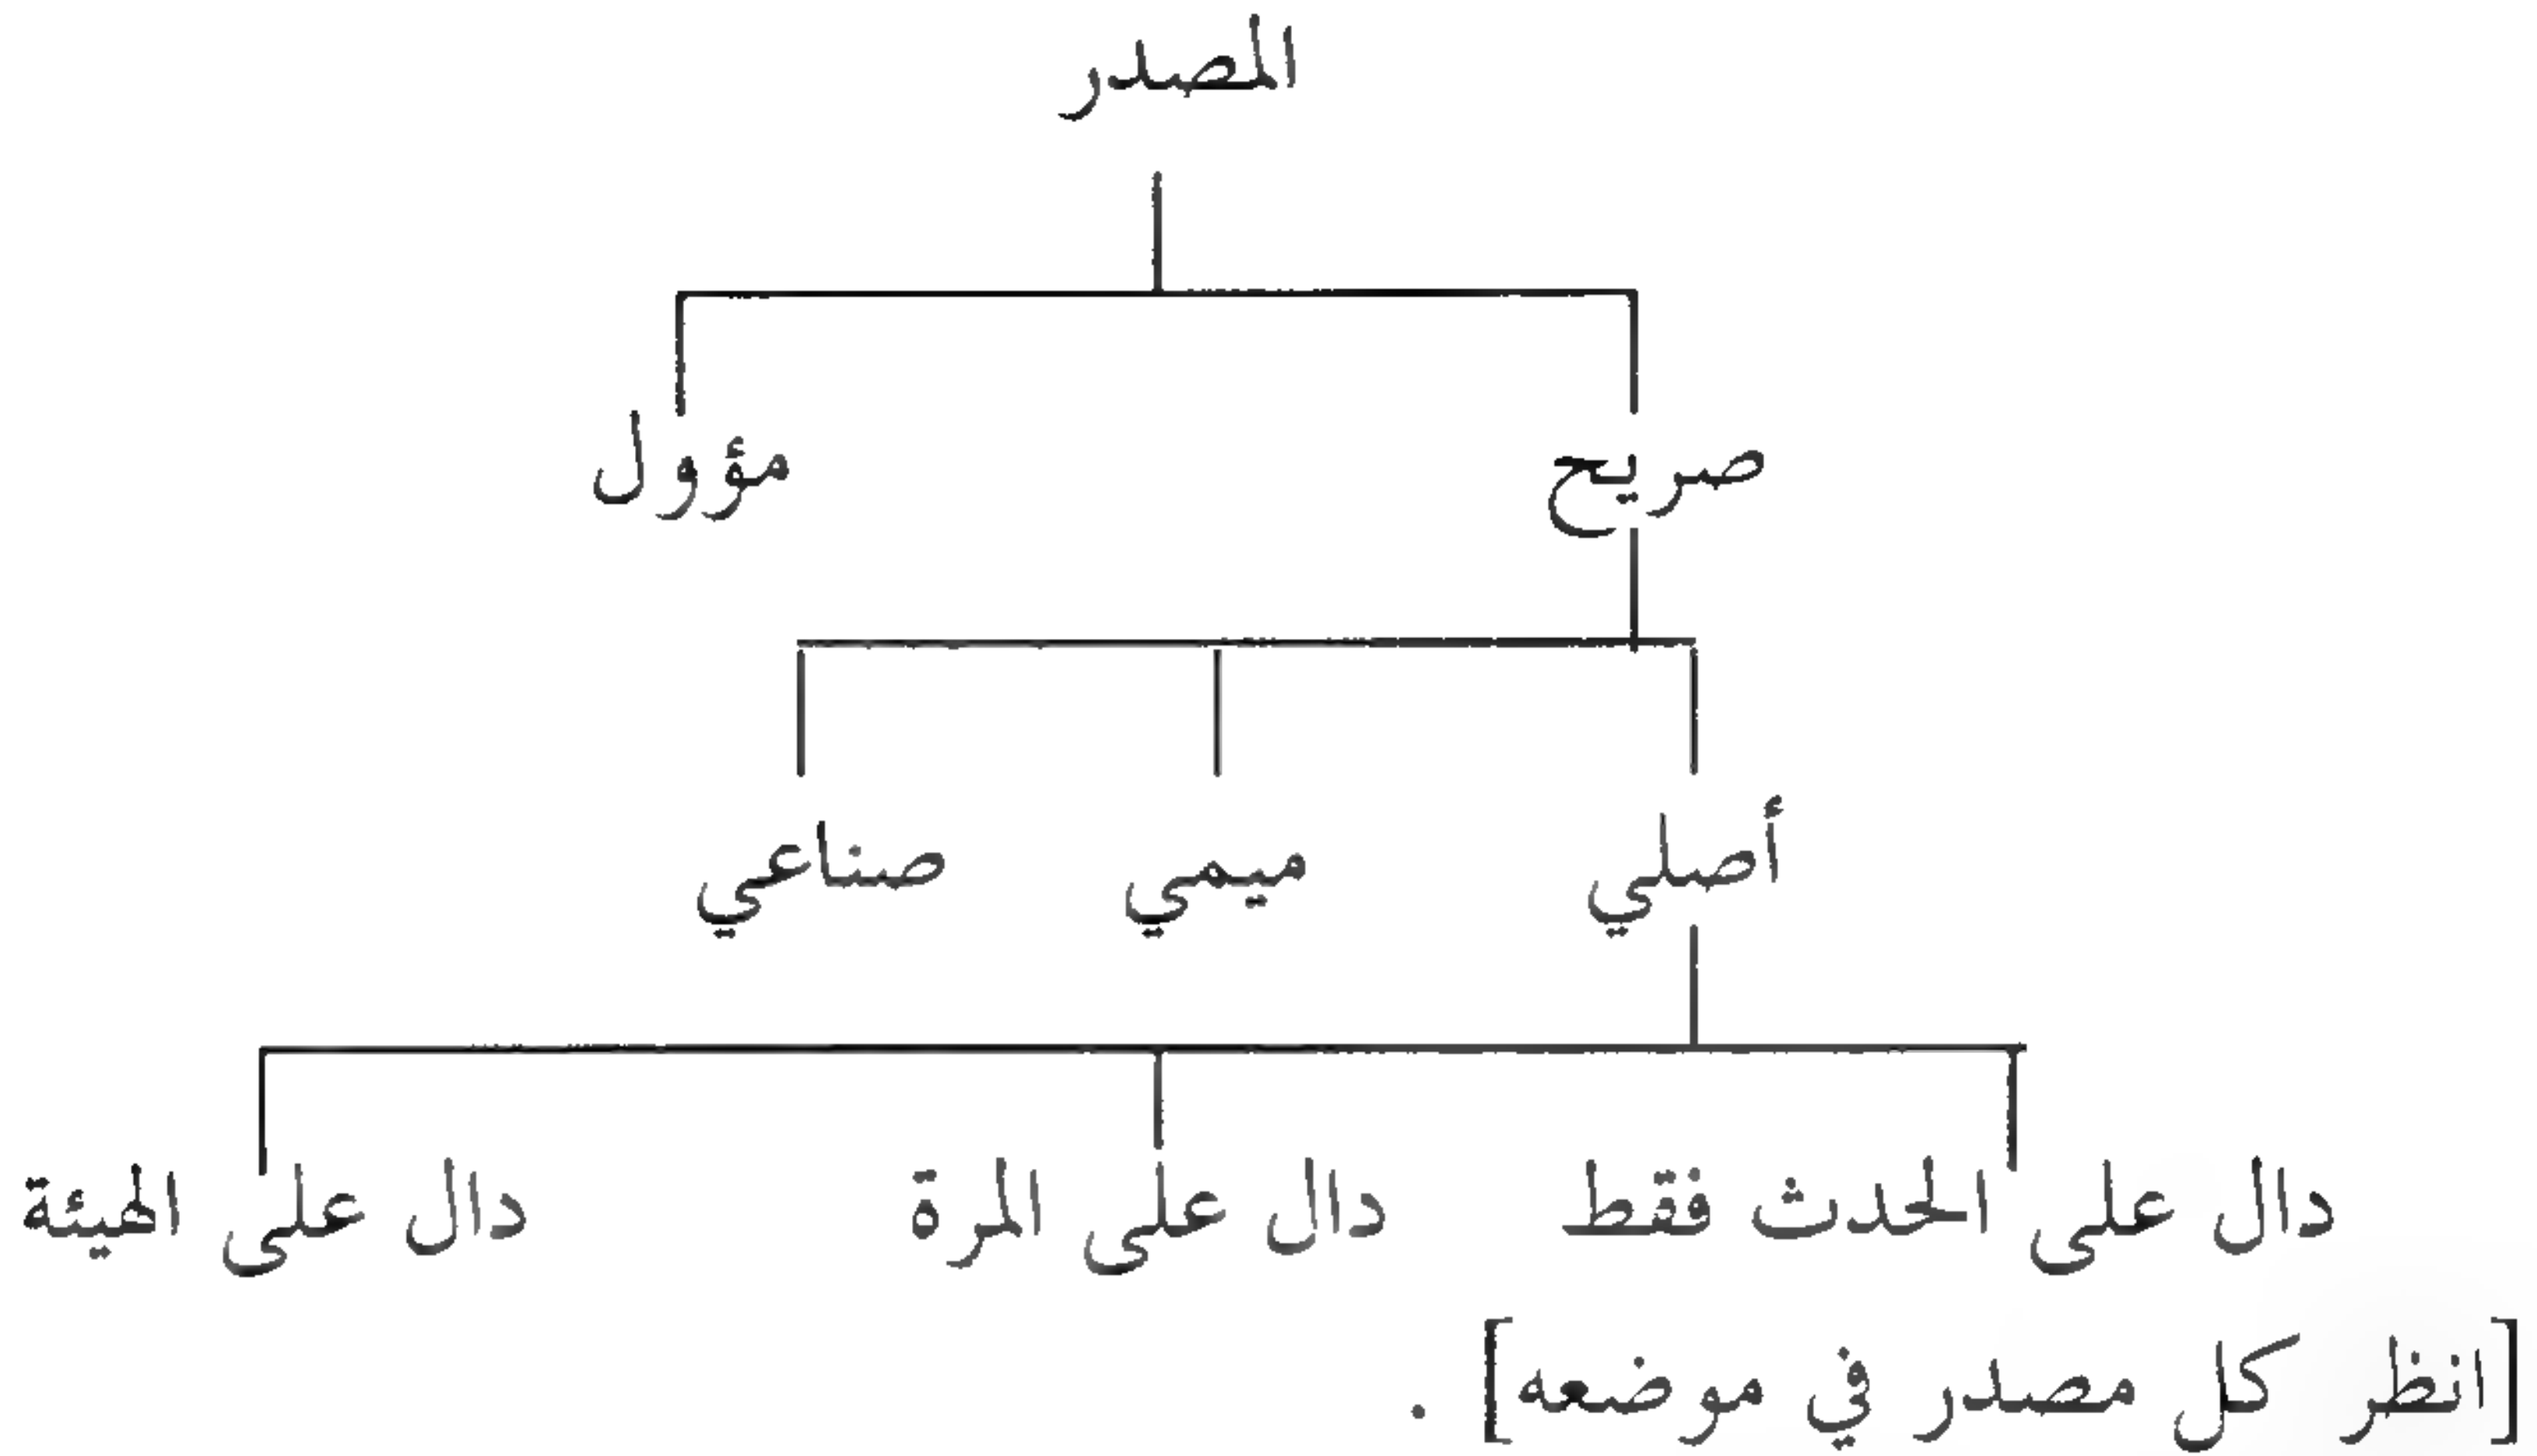 المصدر
صريح مؤول
أصلي ميمي صناعي
دال على الحدث فقط دال على المرة دال على الهيئة
[انظر كل مصدر في موضعه] .